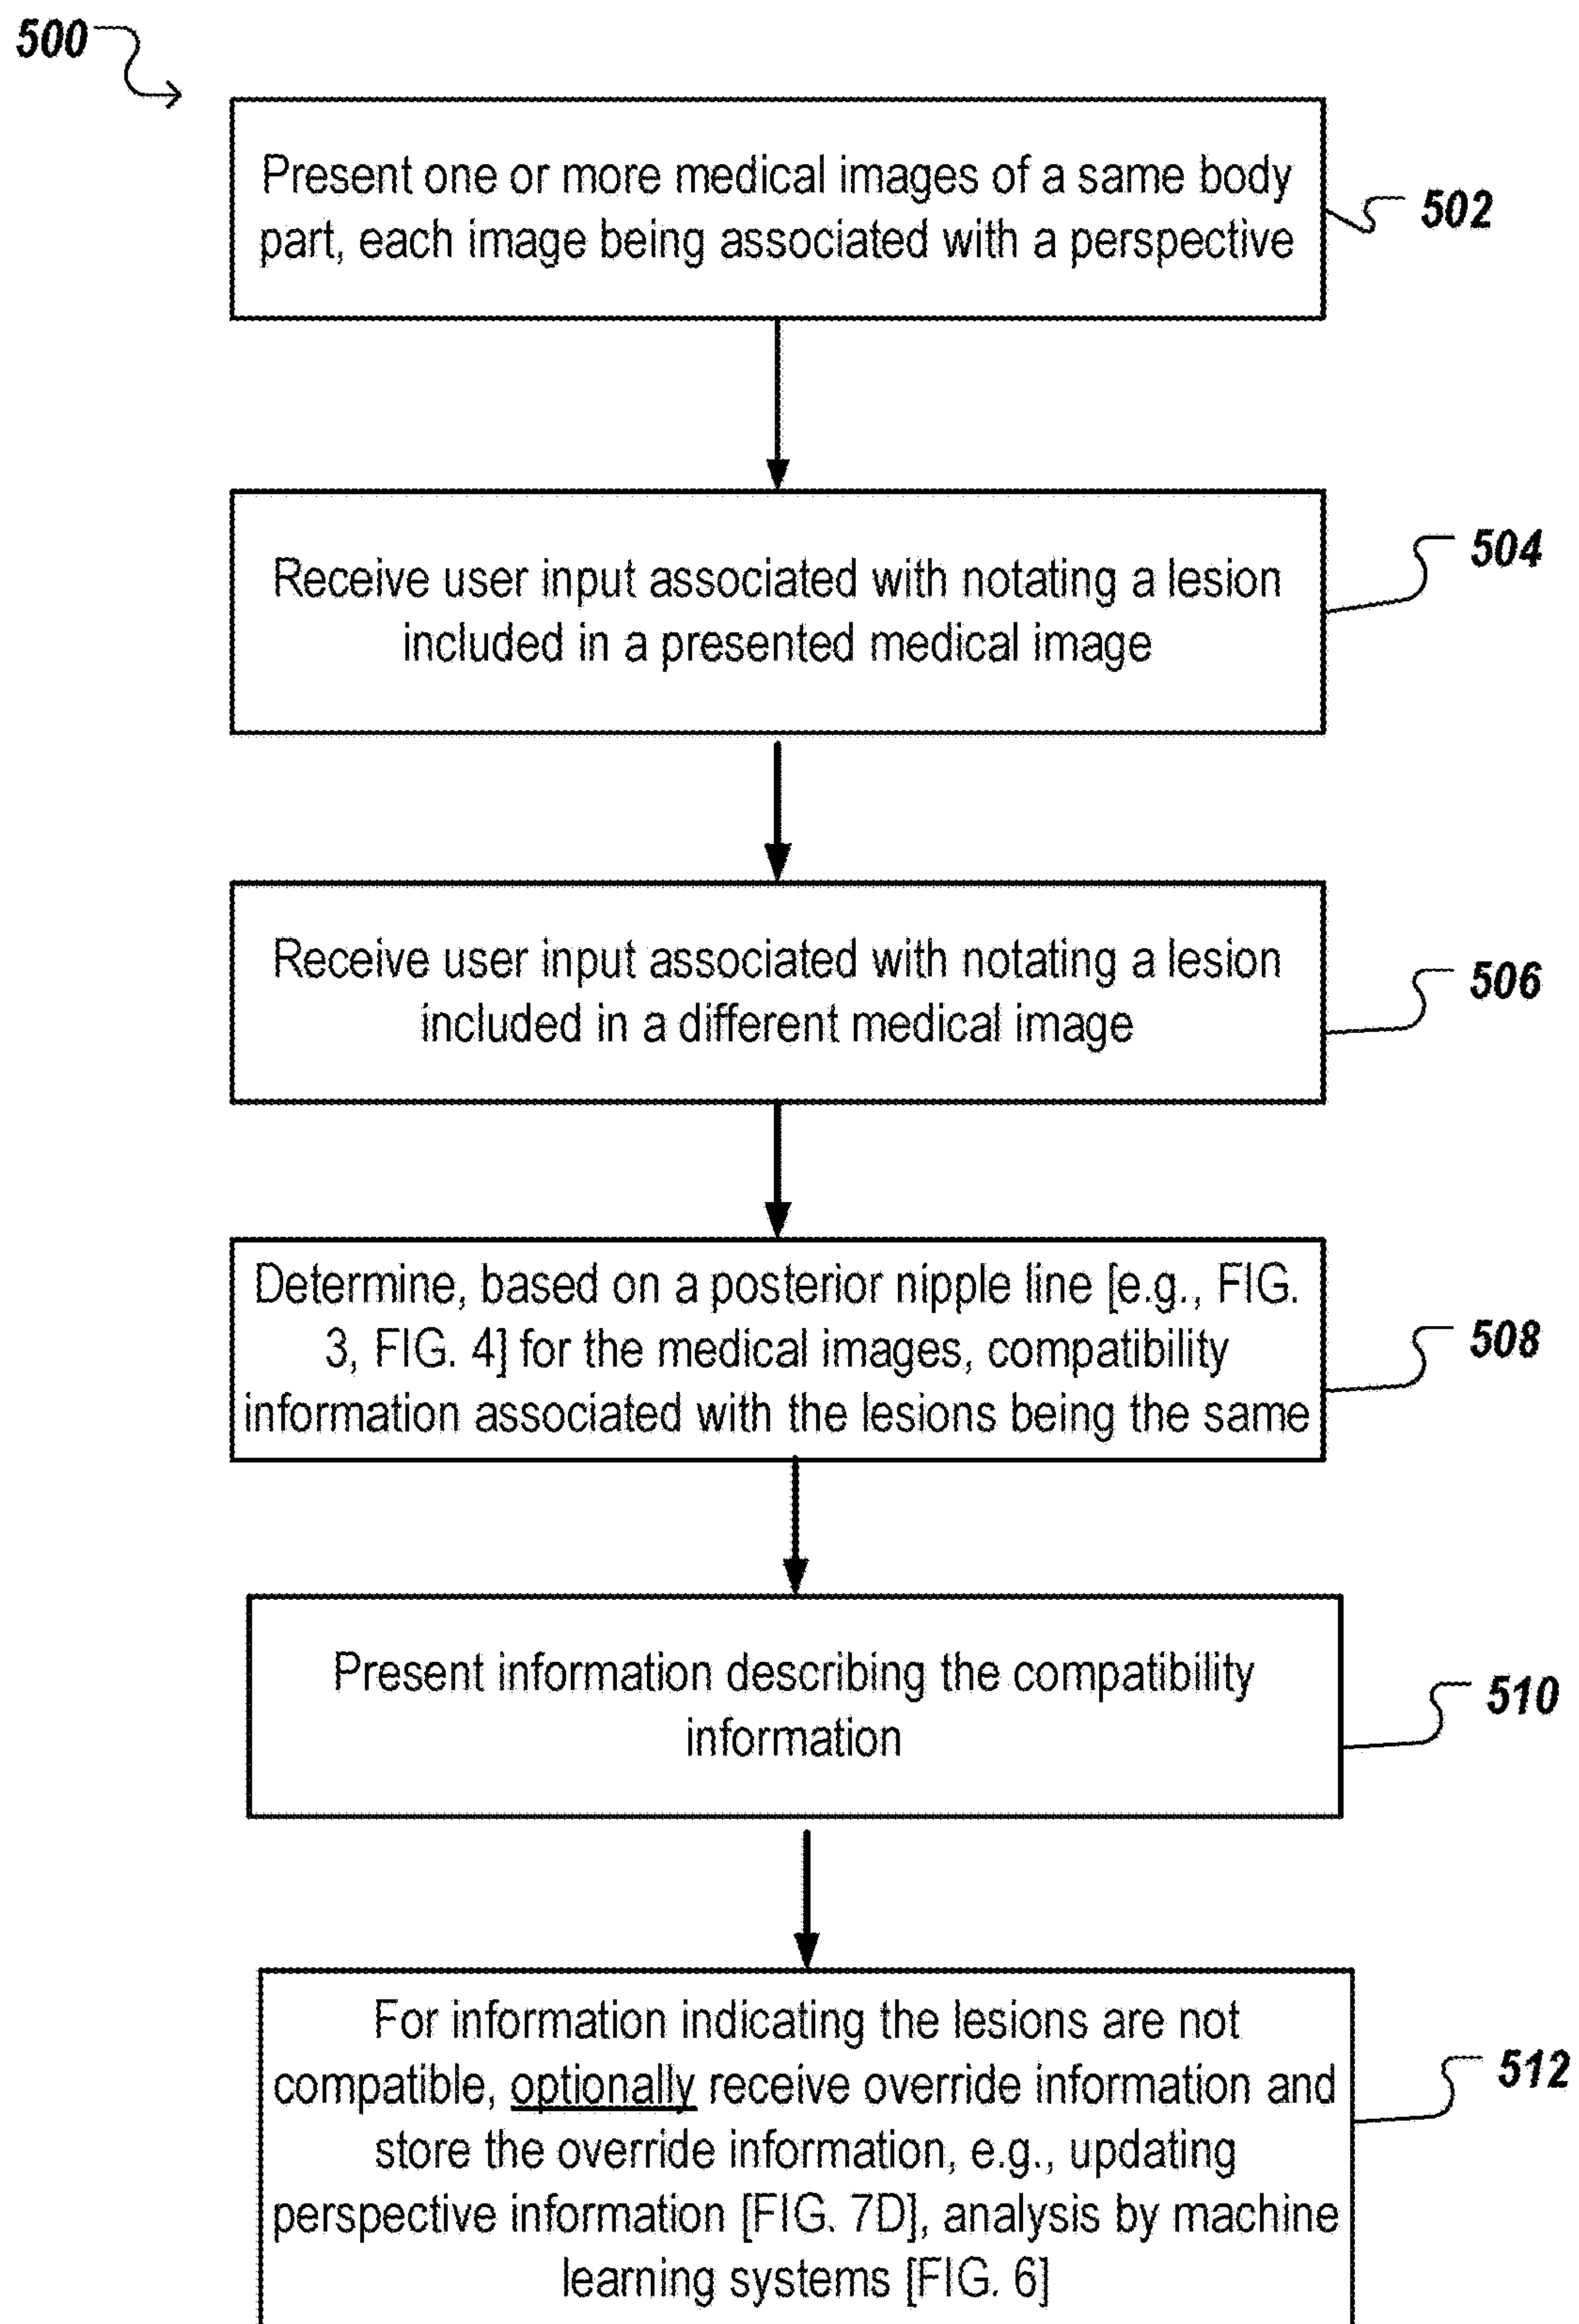 500
Present one or more medical images of a same body
part, each image being associated with a perspective
502
Receive user input associated with notating a lesion
included in a presented medical image
504
Receive user input associated with notating a lesion
included in a different medical image
506
Determine, based on a posterior nipple line [e.g., FIG.
3, FIG. 4] for the medical images, compatibility
information associated with the lesions being the same
508
Present information describing the compatibility
information
510
For information indicating the lesions are not
compatible, optionally receive override information and
store the override information, e.g., updating
perspective information [FIG. 7D], analysis by machine
learning systems [FIG. 6]
512